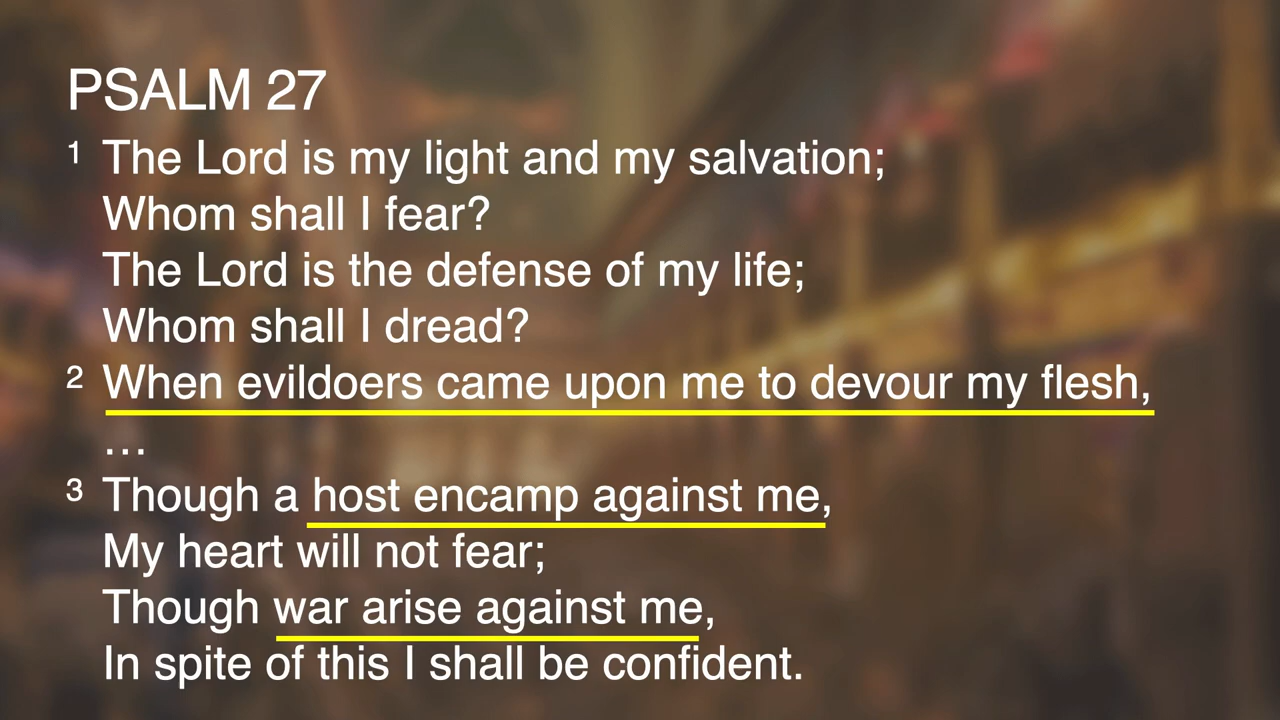 PSALM 27
1 The Lord is my light and my salvation;
Whom shall I fear?
The Lord is the defense of my life;
Whom shall I dread?
2 When evildoers came upon me to devour my flesh,
…
3 Though a host encamp against me,
My heart will not fear;
Though war arise against me,
In spite of this I shall be confident.